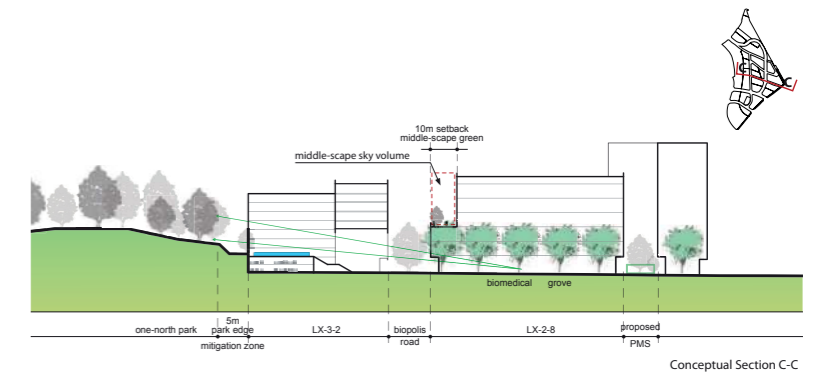 C
C
10m setback
middle-scape green
middle-scape sky volume
biomedical grove
5m
one-north park
park edge
LX-3-2
biopolis
LX-2-8
proposed
mitigation zone
road
PMS
Conceptual Section C-C